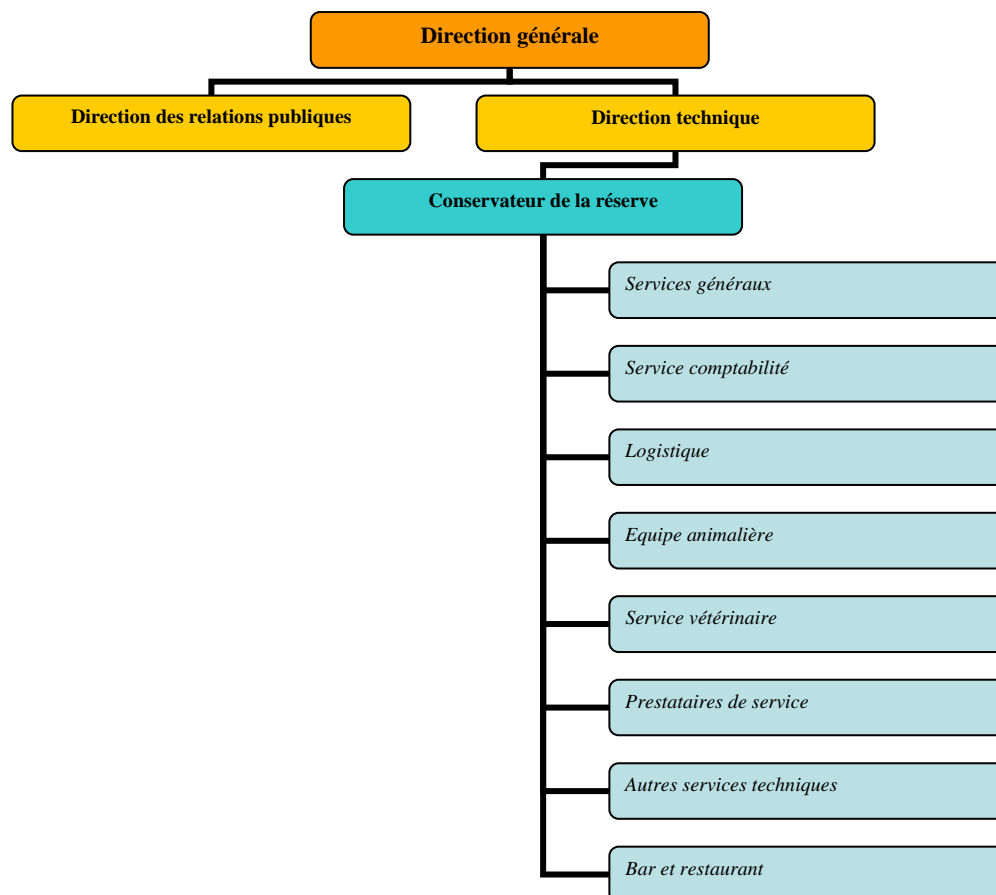 Direction générale
Direction des relations publiques
Direction technique
Conservateur de la réserve
Services généraux
Service comptabilité
Logistique
Equipe animalière
Service vétérinaire
Prestataires de service
Autres services techniques
Bar et restaurant